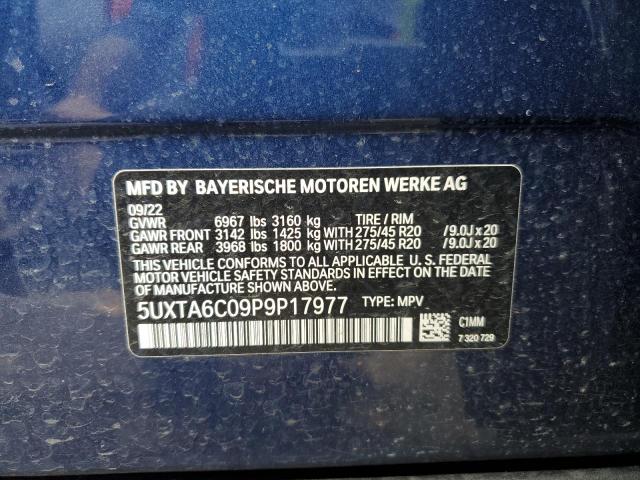 MFD BY BAYERISCHE MOTOREN WERKE AG
09/22
GVWR 6967 lbs 3160 kg TIRE / RIM
GAWR FRONT 3142 lbs 1425 kg WITH 275/45 R20 /9.0J x 20
GAWR REAR 3968 lbs 1800 kg WITH 275/45 R20 /9.0J x 20
THIS VEHICLE CONFORMS TO ALL APPLICABLE U. S. FEDERAL
MOTOR VEHICLE SAFETY STANDARDS IN EFFECT ON THE DATE
OF MANUFACTURE SHOWN ABOVE.
5UXTA6C09P9P17977 TYPE: MPV
C1MM
7 320 729